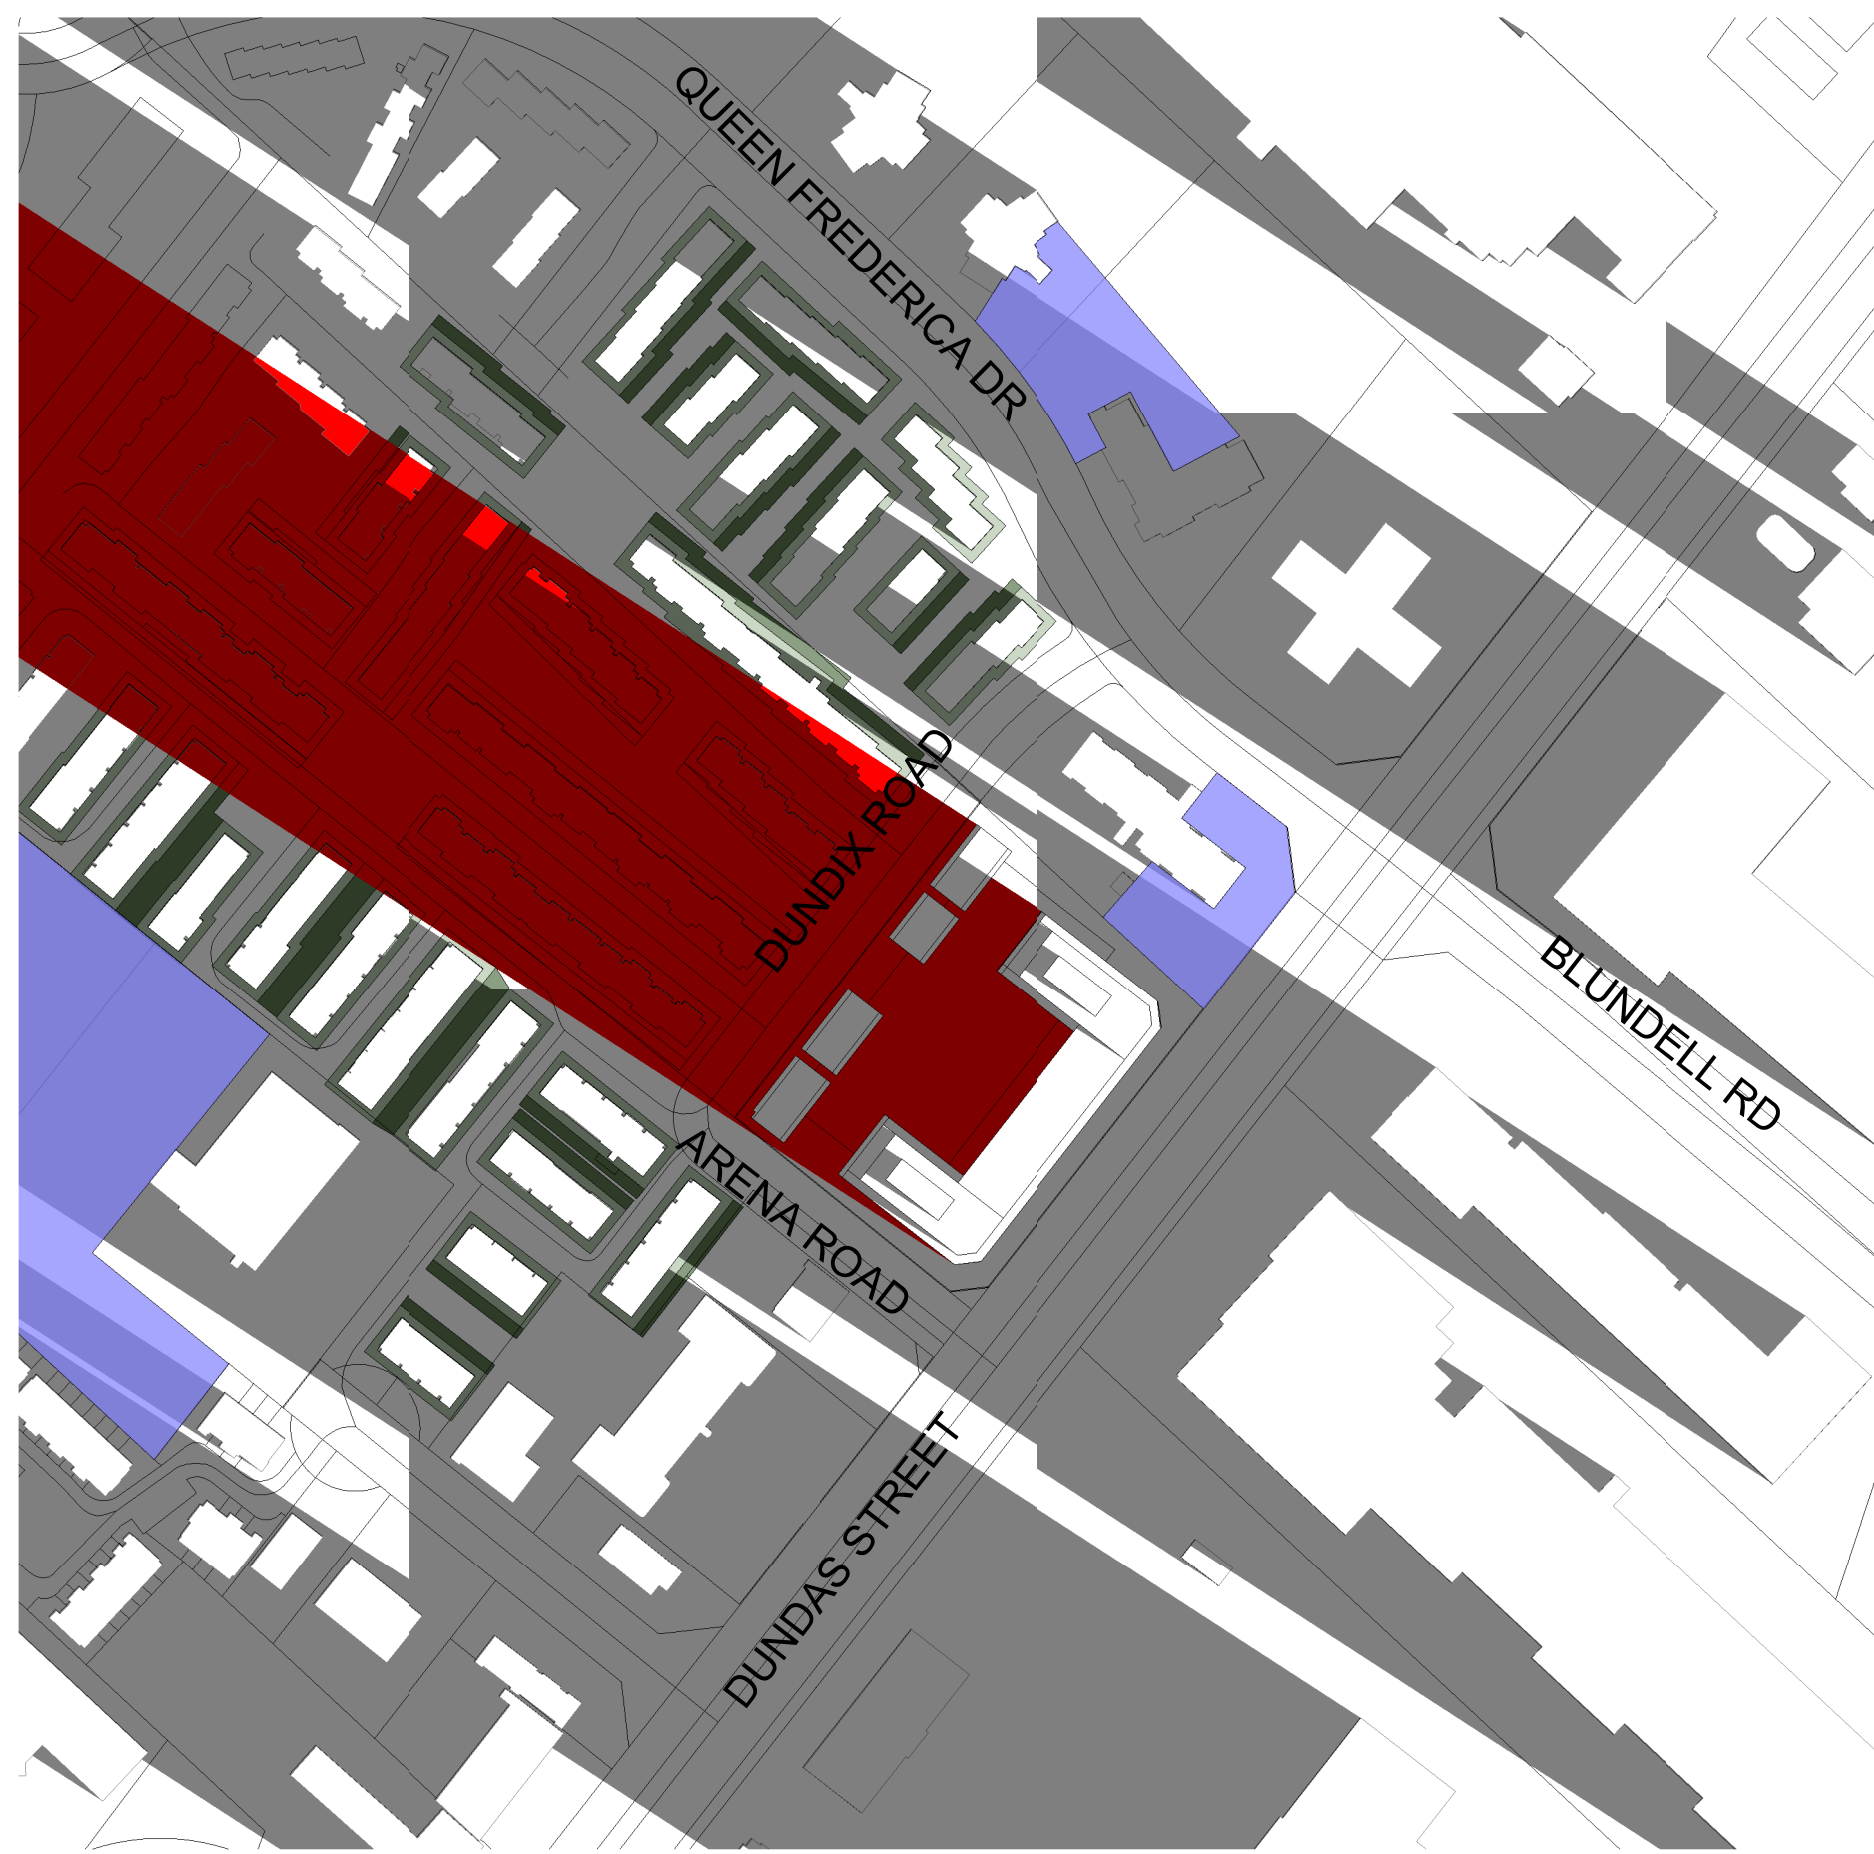 QUEEN FREDERICA DR
DUNDIX ROAD
BLUNDELL RD
ARENA ROAD
DUNDAS STREET